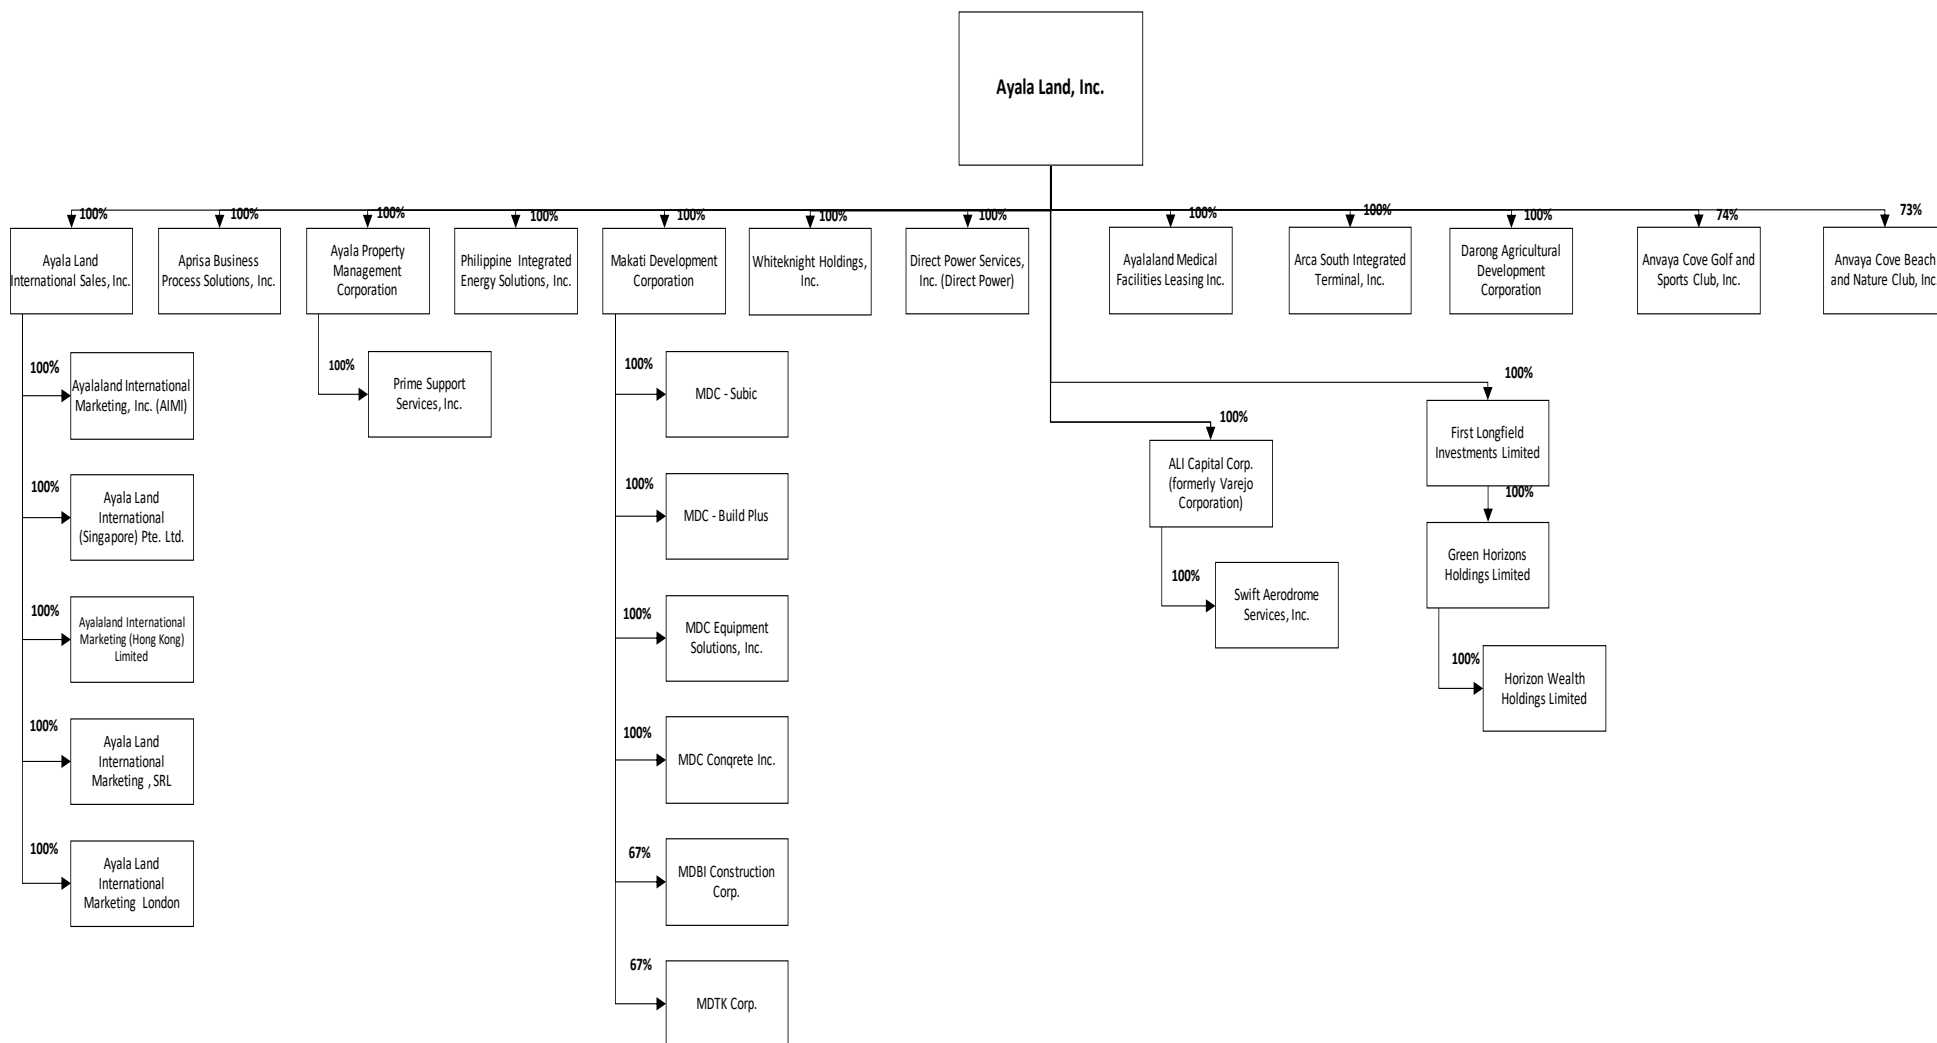 Ayala Land, Inc.
100%
100%
100%
100%
100%
100%
100%
100%
100%
100%
74%
73%
Ayala Land
International Sales, Inc.
Aprisa Business
Process Solutions, Inc.
Ayala Property
Management
Corporation
Philippine Integrated
Energy Solutions, Inc.
Makati Development
Corporation
Whiteknight Holdings,
Inc.
Direct Power Services,
Inc. (Direct Power)
Ayalaland Medical
Facilities Leasing Inc.
Arca South Integrated
Terminal, Inc.
Darong Agricultural
Development
Corporation
Anvaya Cove Golf and
Sports Club, Inc.
Anvaya Cove Beach
and Nature Club, Inc.
100%
Ayalaland International
Marketing, Inc. (AIMI)
100%
Ayala Land
International
(Singapore) Pte. Ltd.
100%
Ayalaland International
Marketing (Hong Kong)
Limited
100%
Ayala Land
International
Marketing , SRL
100%
Ayala Land
International
Marketing London
100%
Prime Support
Services, Inc.
100%
MDC - Subic
100%
MDC - Build Plus
100%
MDC Equipment
Solutions, Inc.
100%
MDC Conqrete Inc.
67%
MDBI Construction
Corp.
67%
MDTK Corp.
100%
ALI Capital Corp.
(formerly Varejo
Corporation)
100%
Swift Aerodrome
Services, Inc.
100%
First Longfield
Investments Limited
100%
Green Horizons
Holdings Limited
100%
Horizon Wealth
Holdings Limited